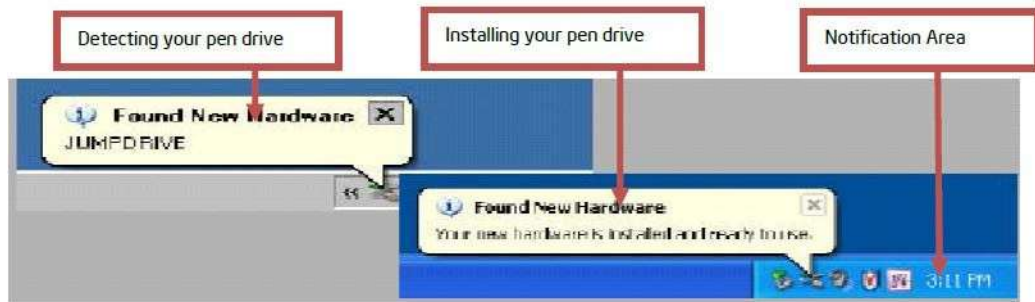 Detecting your pen drive
Installing your pen drive
Notification Area
Found New Hardware
JUMPDRIVE
Found New Hardware
Your new hardware is installed and ready to use.
3:11 PM